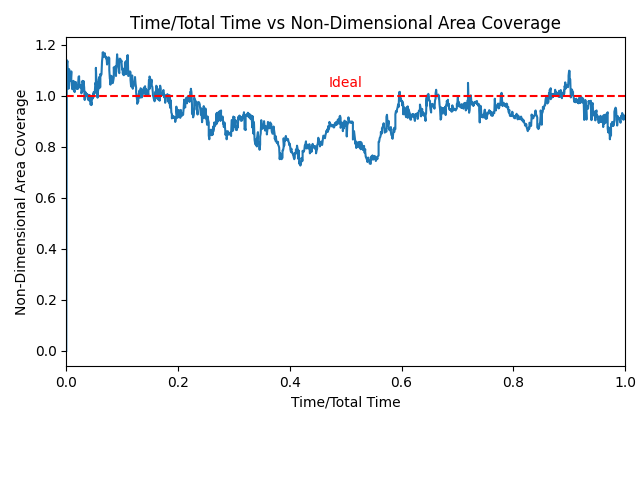 Time/Total Time vs Non-Dimensional Area Coverage
Non-Dimensional Area Coverage
1.2
1.0
0.8
0.6
0.4
0.2
0.0
Ideal
0.0 0.2 0.4 0.6 0.8 1.0
Time/Total Time